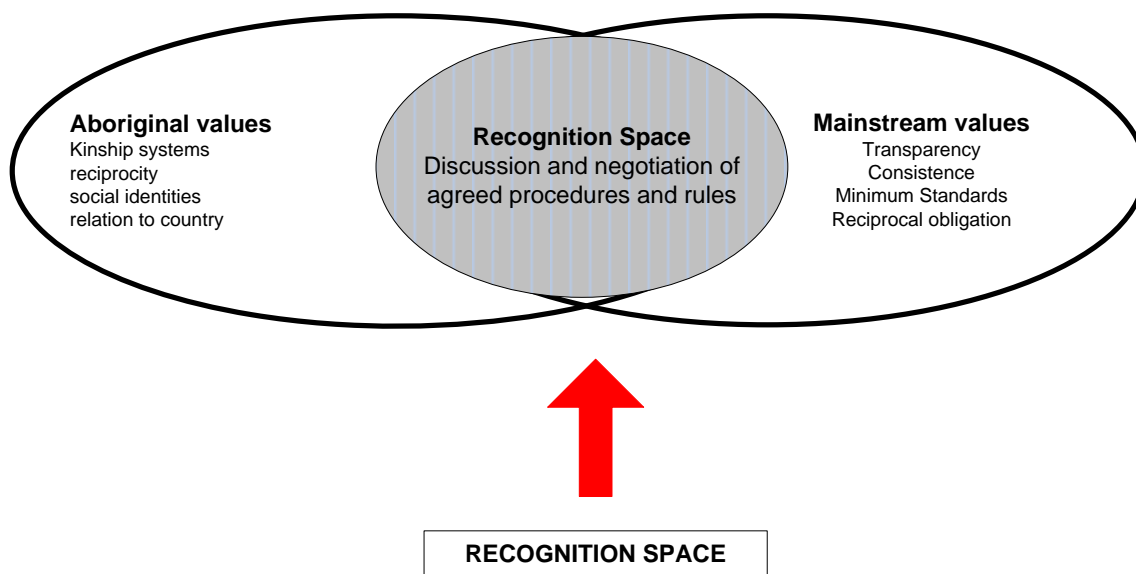 Aboriginal values
Kinship systems
reciprocity
social identities
relation to country
Recognition Space
Discussion and negotiation of
agreed procedures and rules
Mainstream values
Transparency
Consistence
Minimum Standards
Reciprocal obligation
RECOGNITION SPACE